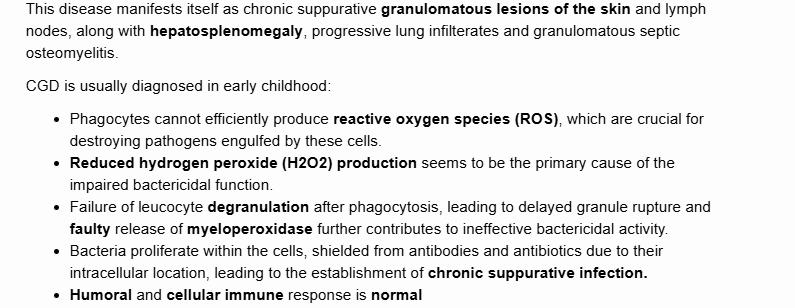 This disease manifests itself as chronic suppurative granulomatous lesions of the skin and lymph
nodes, along with hepatosplenomegaly, progressive lung infilterates and granulomatous septic
osteomyelitis.
CGD is usually diagnosed in early childhood:
• Phagocytes cannot efficiently produce reactive oxygen species (ROS), which are crucial for
destroying pathogens engulfed by these cells.
• Reduced hydrogen peroxide (H2O2) production seems to be the primary cause of the
impaired bactericidal function.
• Failure of leucocyte degranulation after phagocytosis, leading to delayed granule rupture and
faulty release of myeloperoxidase further contributes to ineffective bactericidal activity.
• Bacteria proliferate within the cells, shielded from antibodies and antibiotics due to their
intracellular location, leading to the establishment of chronic suppurative infection.
• Humoral and cellular immune response is normal